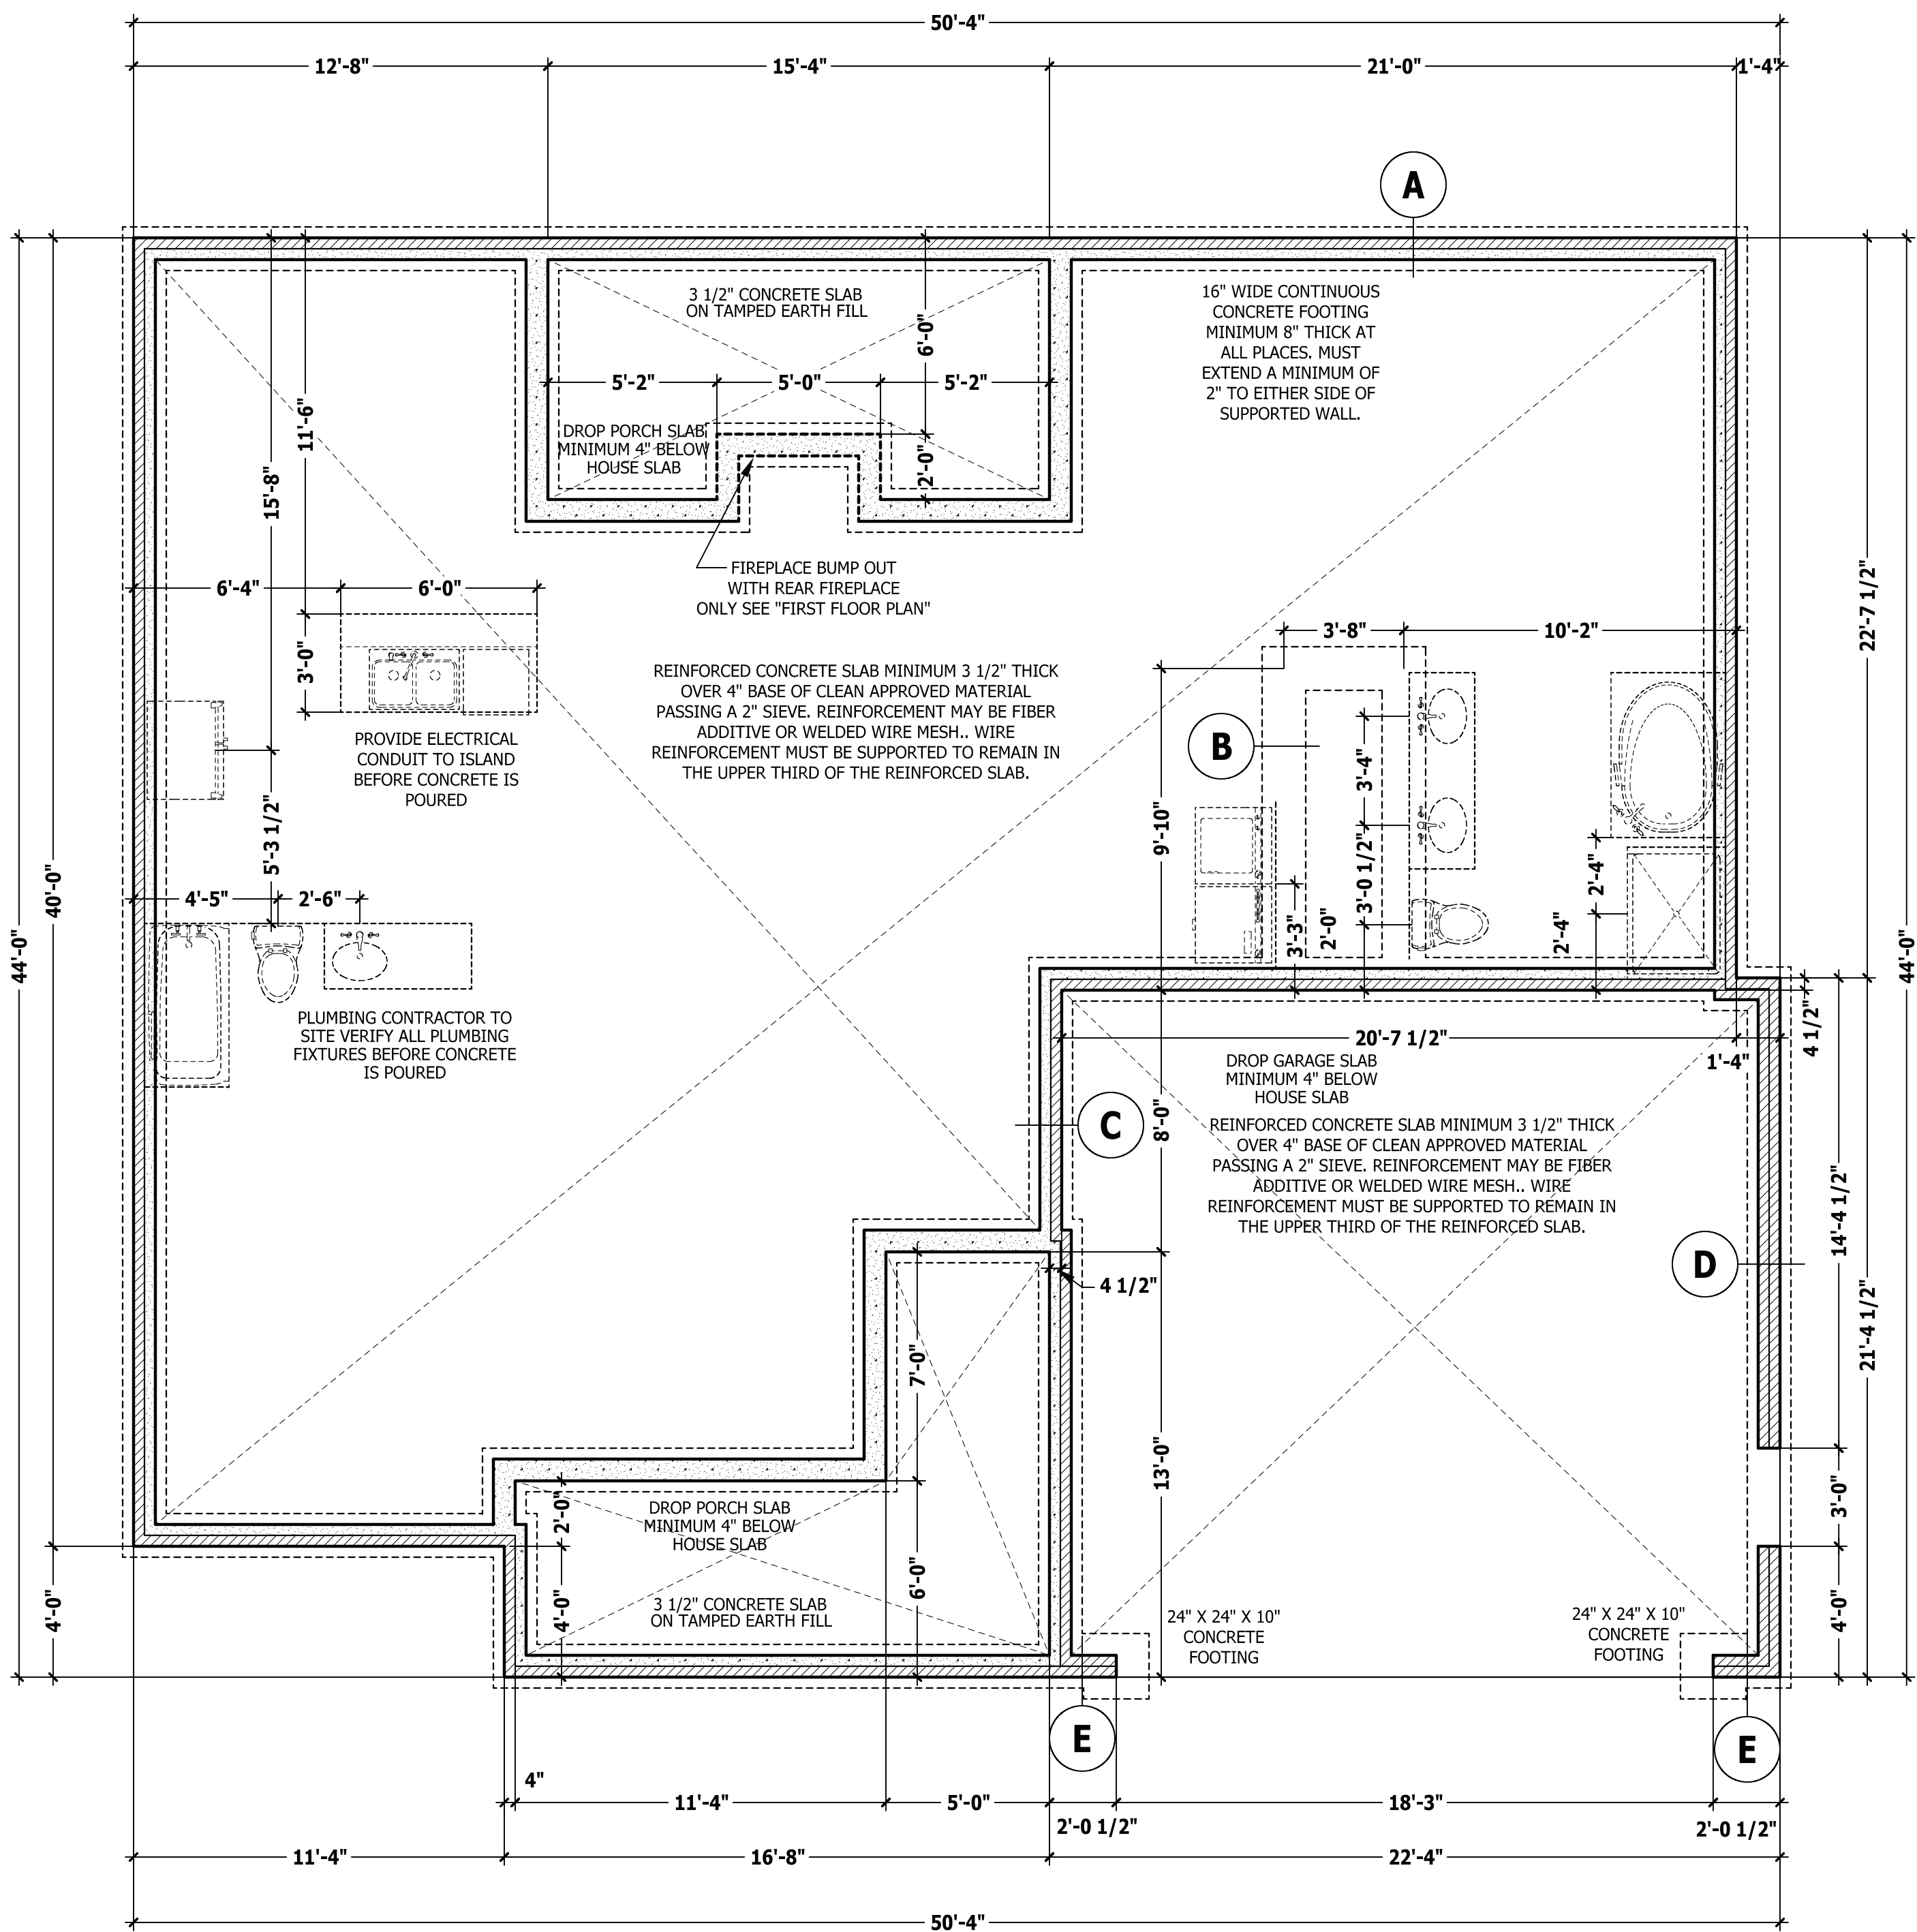 50'-4"
12'-8"
15'-4"
21'-0"
1'-4"
A
3 1/2" CONCRETE SLAB
ON TAMPED EARTH FILL
6'-0"
5'-2"
5'-0"
5'-2"
DROP PORCH SLAB
MINIMUM 4" BELOW
HOUSE SLAB
2'-0"
16" WIDE CONTINUOUS
CONCRETE FOOTING
MINIMUM 8" THICK AT
ALL PLACES. MUST
EXTEND A MINIMUM OF
2" TO EITHER SIDE OF
SUPPORTED WALL.
11'-6"
15'-8"
6'-4"
6'-0"
3'-0"
FIREPLACE BUMP OUT
WITH REAR FIREPLACE
ONLY SEE "FIRST FLOOR PLAN"
22'-7 1/2"
3'-8"
10'-2"
REINFORCED CONCRETE SLAB MINIMUM 3 1/2" THICK
OVER 4" BASE OF CLEAN APPROVED MATERIAL
PASSING A 2" SIEVE. REINFORCEMENT MAY BE FIBER
ADDITIVE OR WELDED WIRE MESH.. WIRE
REINFORCEMENT MUST BE SUPPORTED TO REMAIN IN
THE UPPER THIRD OF THE REINFORCED SLAB.
PROVIDE ELECTRICAL
CONDUIT TO ISLAND
BEFORE CONCRETE IS
POURED
B
3'-4"
9'-10"
5'-3 1/2"
3'-0 1/2"
2'-4"
40'-0"
44'-0"
4'-5"
2'-6"
3'-3"
2'-0"
2'-4"
44'-0"
PLUMBING CONTRACTOR TO
SITE VERIFY ALL PLUMBING
FIXTURES BEFORE CONCRETE
IS POURED
20'-7 1/2"
1'-4"
4 1/2"
DROP GARAGE SLAB
MINIMUM 4" BELOW
HOUSE SLAB
C
8'-0"
REINFORCED CONCRETE SLAB MINIMUM 3 1/2" THICK
OVER 4" BASE OF CLEAN APPROVED MATERIAL
PASSING A 2" SIEVE. REINFORCEMENT MAY BE FIBER
ADDITIVE OR WELDED WIRE MESH.. WIRE
REINFORCEMENT MUST BE SUPPORTED TO REMAIN IN
THE UPPER THIRD OF THE REINFORCED SLAB.
14'-4 1/2"
D
4 1/2"
21'-4 1/2"
7'-0"
13'-0"
3'-0"
2'-0"
DROP PORCH SLAB
MINIMUM 4" BELOW
HOUSE SLAB
6'-0"
4'-0"
4'-0"
3 1/2" CONCRETE SLAB
ON TAMPED EARTH FILL
24" X 24" X 10"
CONCRETE
FOOTING
24" X 24" X 10"
CONCRETE
FOOTING
4'-0"
E
E
4"
11'-4"
5'-0"
2'-0 1/2"
18'-3"
2'-0 1/2"
11'-4"
16'-8"
22'-4"
50'-4"